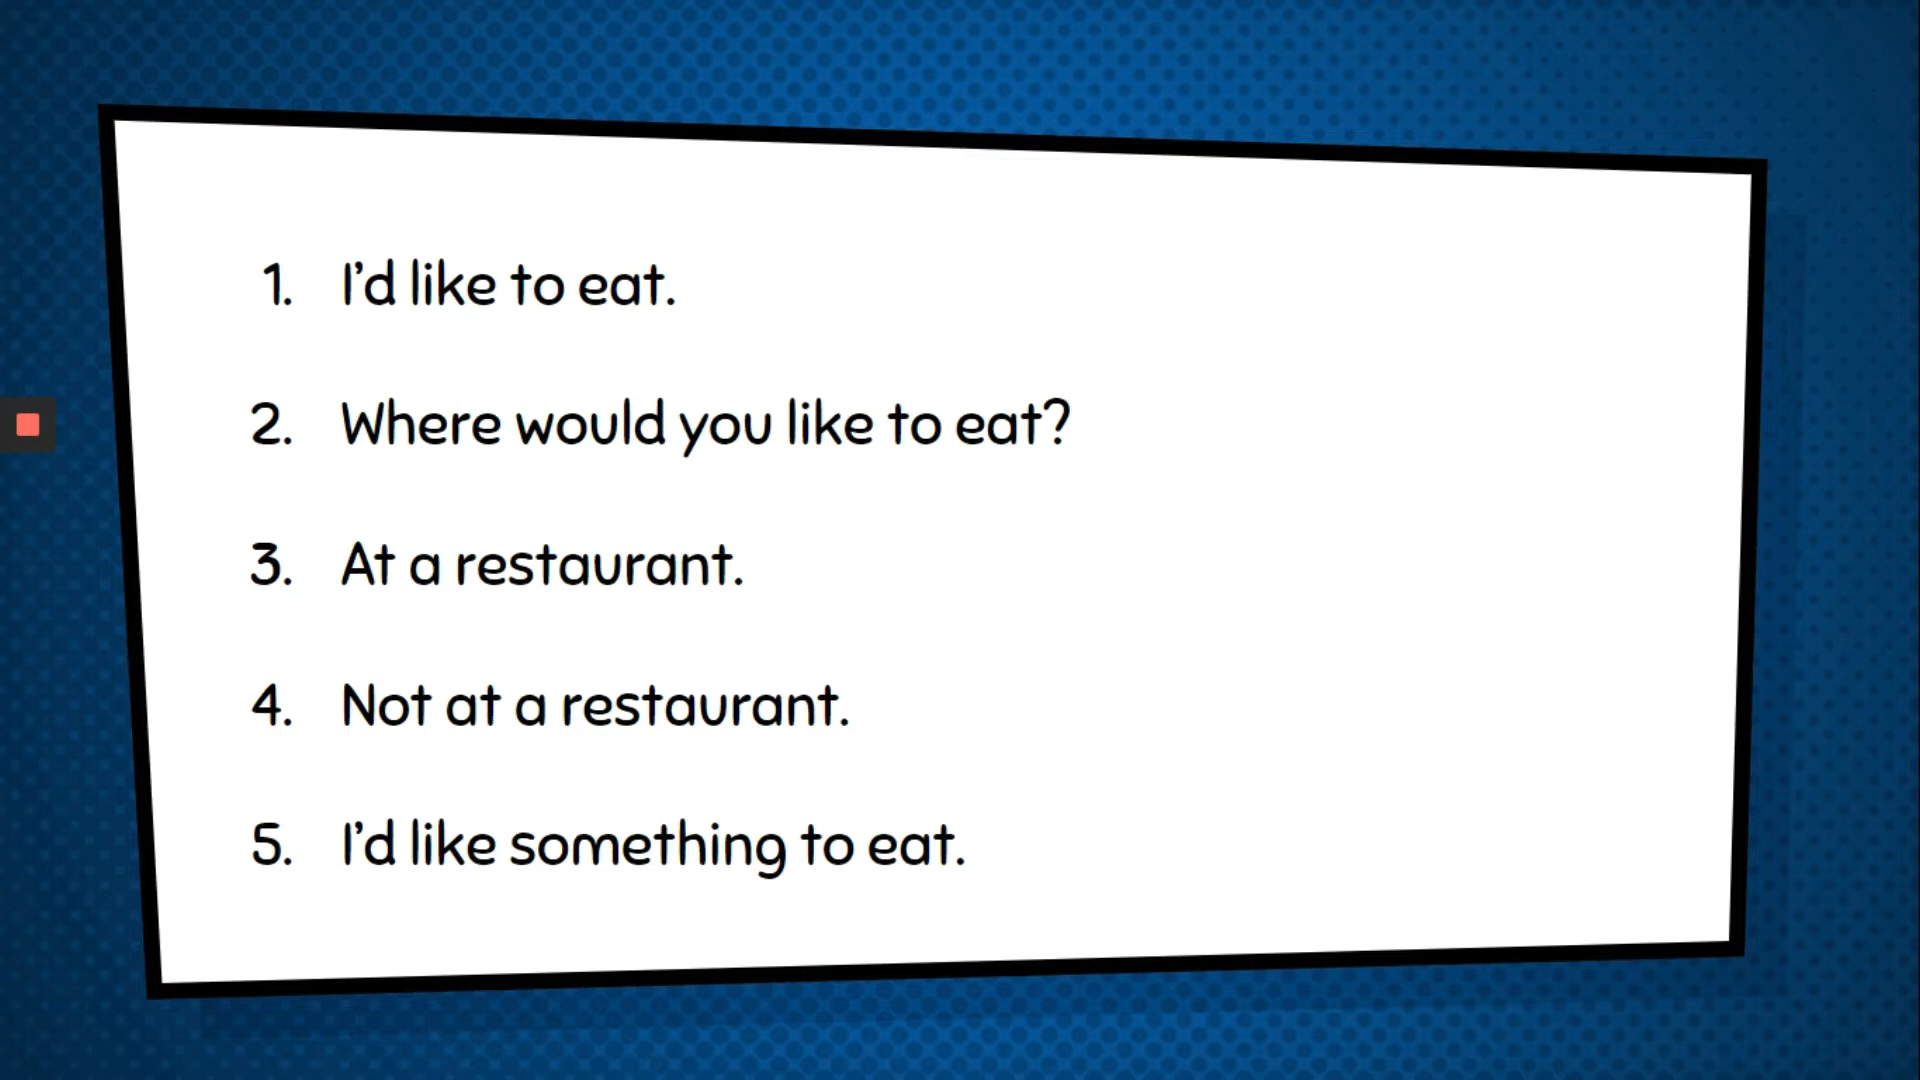 1. I'd like to eat.
2. Where would you like to eat?
3. At a restaurant.
4. Not at a restaurant.
5. I'd like something to eat.